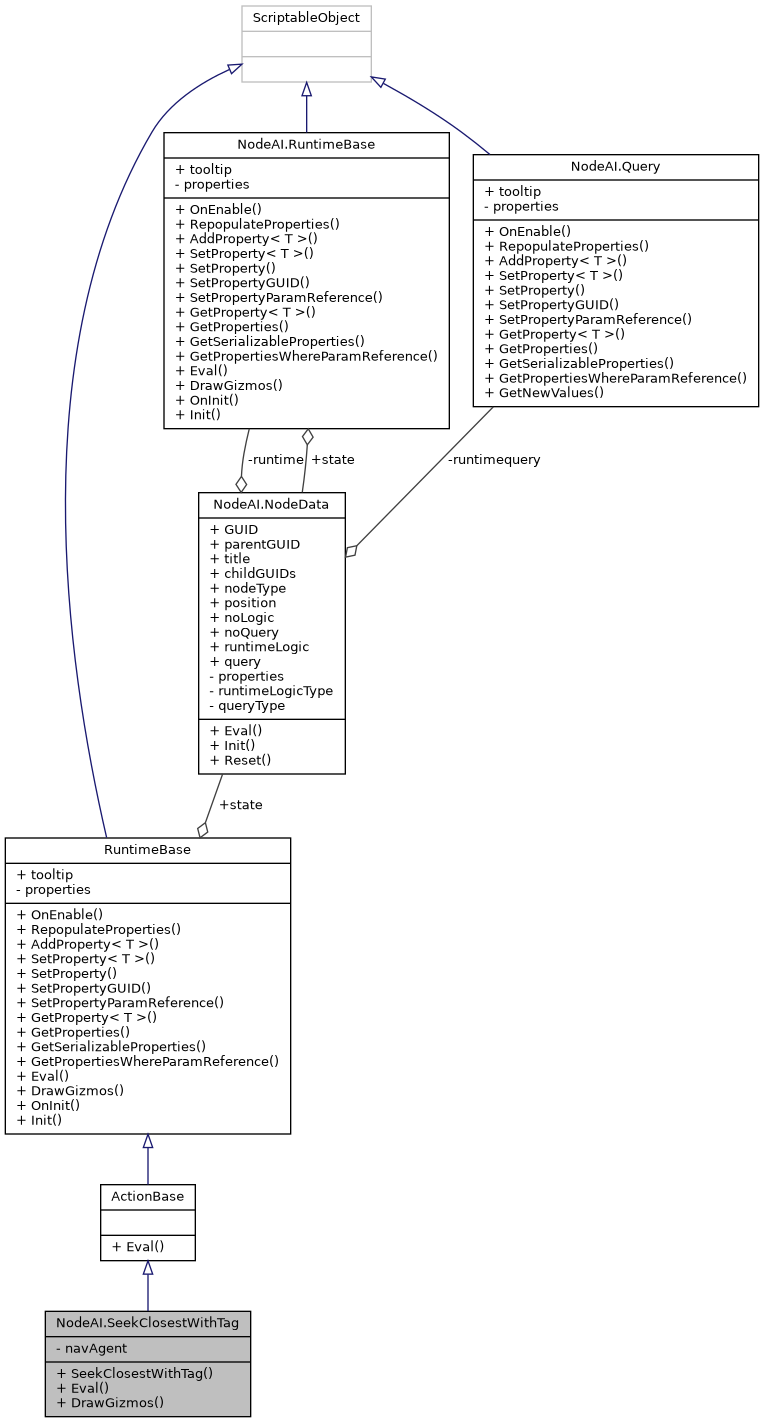 ScriptableObject
NodeAI.RuntimeBase
+ tooltip
- properties
+ OnEnable()
+ RepopulateProperties()
+ AddProperty< T >()
+ SetProperty< T >()
+ SetProperty()
+ SetPropertyGUID()
+ SetPropertyParamReference()
+ GetProperty< T >()
+ GetProperties()
+ GetSerializableProperties()
+ GetPropertiesWhereParamReference()
+ Eval()
+ DrawGizmos()
+ OnInit()
+ Init()
NodeAI.Query
+ tooltip
- properties
+ OnEnable()
+ RepopulateProperties()
+ AddProperty< T >()
+ SetProperty< T >()
+ SetProperty()
+ SetPropertyGUID()
+ SetPropertyParamReference()
+ GetProperty< T >()
+ GetProperties()
+ GetSerializableProperties()
+ GetPropertiesWhereParamReference()
+ GetNewValues()
-runtime
+state
-runtimequery
NodeAI.NodeData
+ GUID
+ parentGUID
+ title
+ childGUIDs
+ nodeType
+ position
+ noLogic
+ noQuery
+ runtimeLogic
+ query
- properties
- runtimeLogicType
- queryType
+ Eval()
+ Init()
+ Reset()
+state
RuntimeBase
+ tooltip
- properties
+ OnEnable()
+ RepopulateProperties()
+ AddProperty< T >()
+ SetProperty< T >()
+ SetProperty()
+ SetPropertyGUID()
+ SetPropertyParamReference()
+ GetProperty< T >()
+ GetProperties()
+ GetSerializableProperties()
+ GetPropertiesWhereParamReference()
+ Eval()
+ DrawGizmos()
+ OnInit()
+ Init()
ActionBase
+ Eval()
NodeAI.SeekClosestWithTag
- navAgent
+ SeekClosestWithTag()
+ Eval()
+ DrawGizmos()